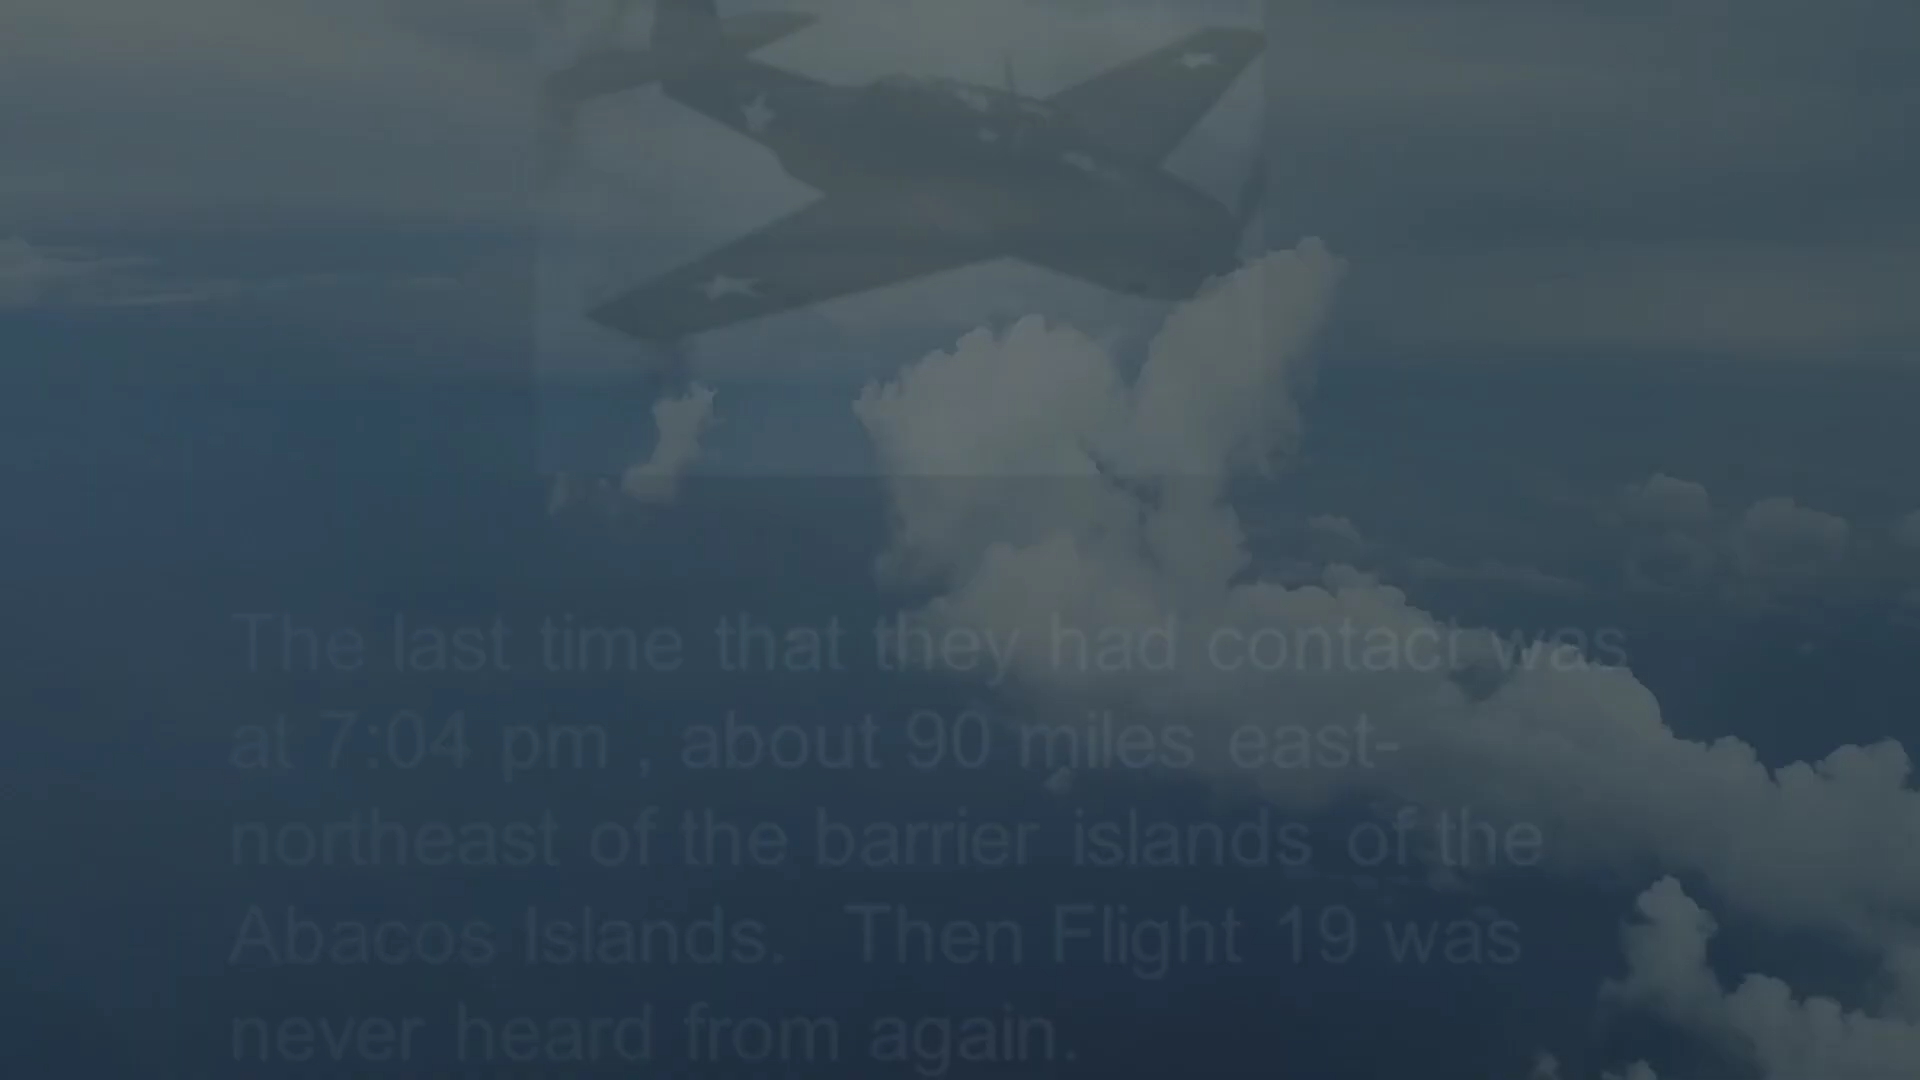 The last time that they had contact was
at 7:04 pm , about 90 miles east-
northeast of the barrier islands of the
Abacos Islands. Then Flight 19 was
never heard from again.